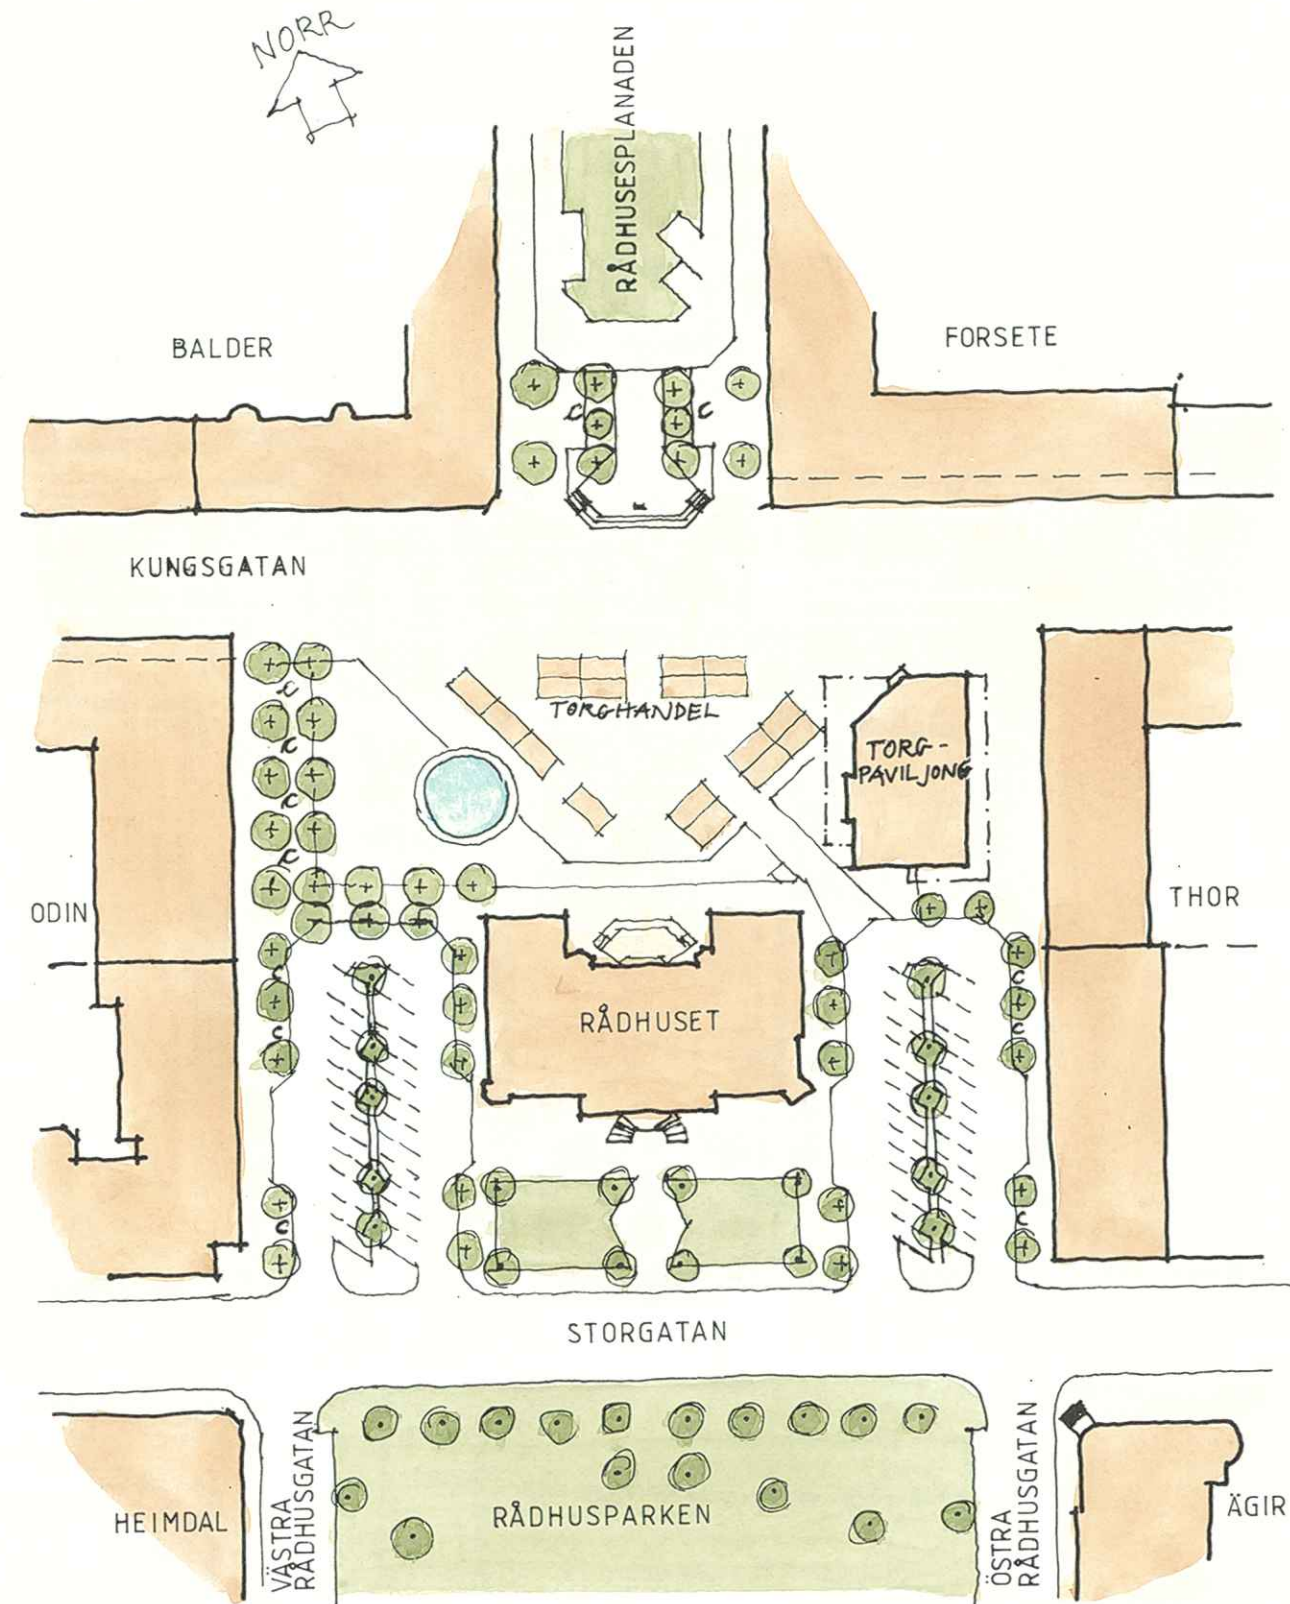 NORR
RÅDHUSESPLANADEN
BALDER
FORSETE
C
C
KUNGSGATAN
C
C
C
C
TORGHANDEL
TORG-
PAVILJONG
ODIN
THOR
C
C
RÅDHUSET
C
C
C
C
STORGATAN
HEIMDAL
VÄSTRA
RÅDHUSGATAN
RÅDHUSPARKEN
ÖSTRA
RÅDHUSGATAN
ÄGIR